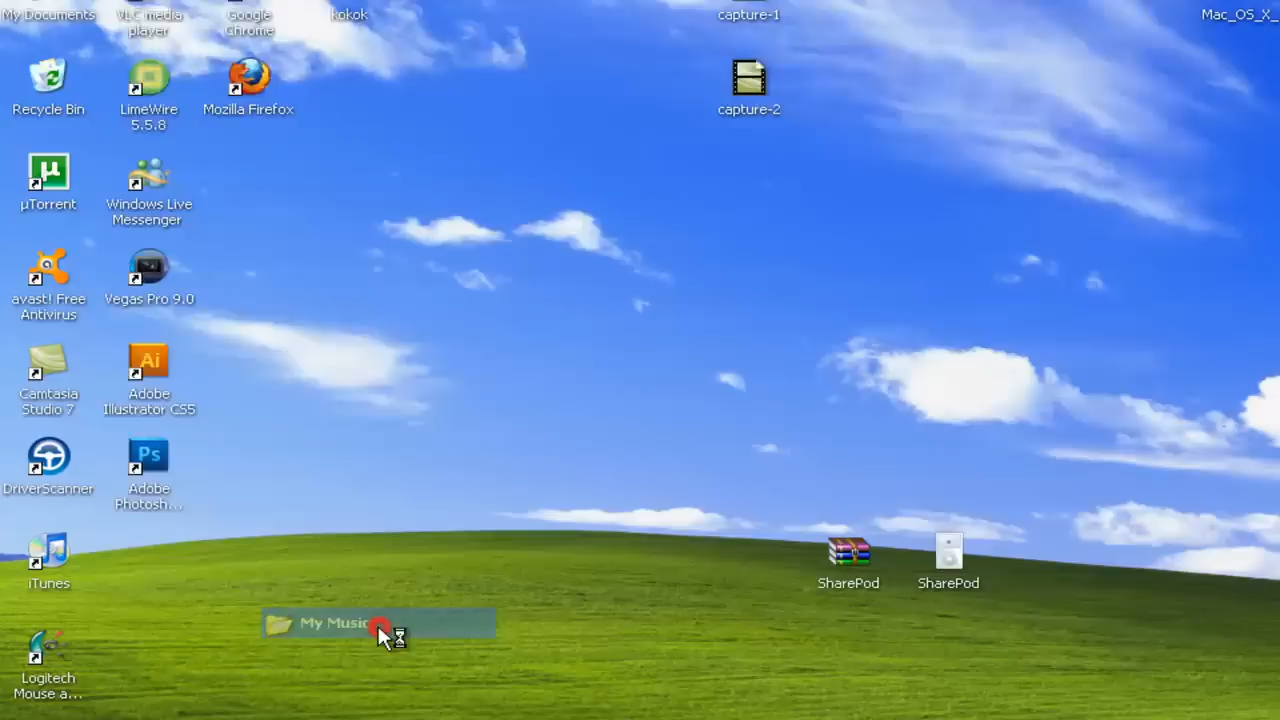 My Documents
VLC media
player
Google
Chrome
kokok
capture-1
Mac_OS_X_
Recycle Bin
LimeWire
5.5.8
Mozilla Firefox
capture-2
µTorrent
Windows Live
Messenger
avast! Free
Antivirus
Vegas Pro 9.0
Camtasia
Studio 7
Ai
Adobe
Illustrator CS5
DriverScanner
Ps
Adobe
Photosh...
iTunes
SharePod
SharePod
My Music
Logitech
Mouse a...